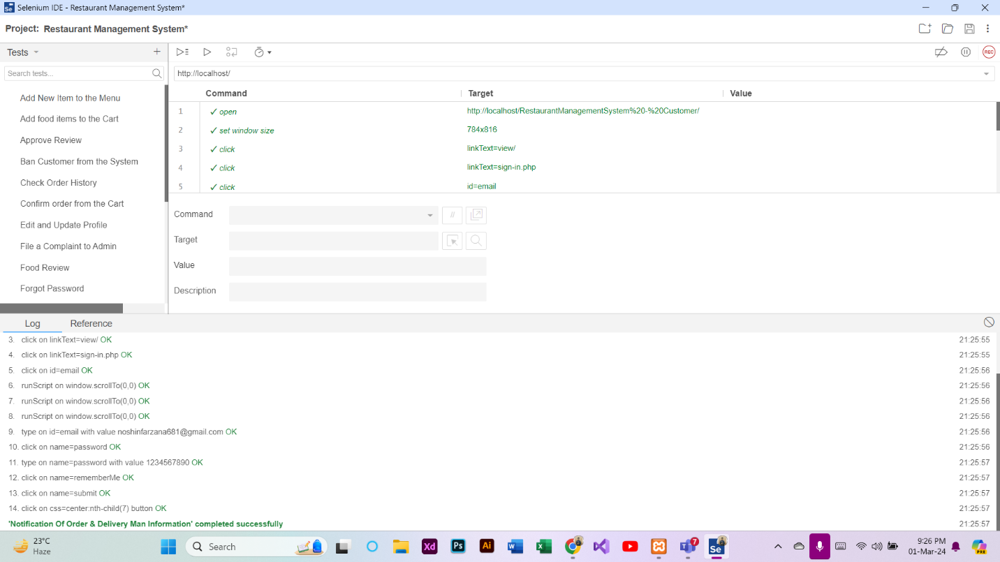 Selenium IDE - Restaurant Management System*
Project: Restaurant Management System*
Tests
Search tests...
Add New Item to the Menu
Add food items to the Cart
Approve Review
Ban Customer from the System
Check Order History
Confirm order from the Cart
Edit and Update Profile
File a Complaint to Admin
Food Review
Forgot Password
REC
http://localhost/
Command Target Value
1 ✓ open http://localhost/RestaurantManagementSystem%20-%20Customer/
2 ✓ set window size 784x816
3 ✓ click linkText=view/
4 ✓ click linkText=sign-in.php
5 ✓ click id=email
Command //
Target
Value
Description
Log Reference
3. click on linkText=view/ OK 21:25:55
4. click on linkText=sign-in.php OK 21:25:55
5. click on id=email OK 21:25:56
6. runScript on window.scrollTo(0,0) OK 21:25:56
7. runScript on window.scrollTo(0,0) OK 21:25:56
8. runScript on window.scrollTo(0,0) OK 21:25:56
9. type on id=email with value noshinfarzana681@gmail.com OK 21:25:56
10. click on name=password OK 21:25:56
11. type on name=password with value 1234567890 OK 21:25:57
12. click on name=rememberMe OK 21:25:57
13. click on name=submit OK 21:25:57
14. click on css=center:nth-child(7) button OK 21:25:57
'Notification Of Order & Delivery Man Information' completed successfully 21:25:57
23°C
Haze
Search
Xd
Ps
Ai
7
Se
PRE
9:26 PM
01-Mar-24